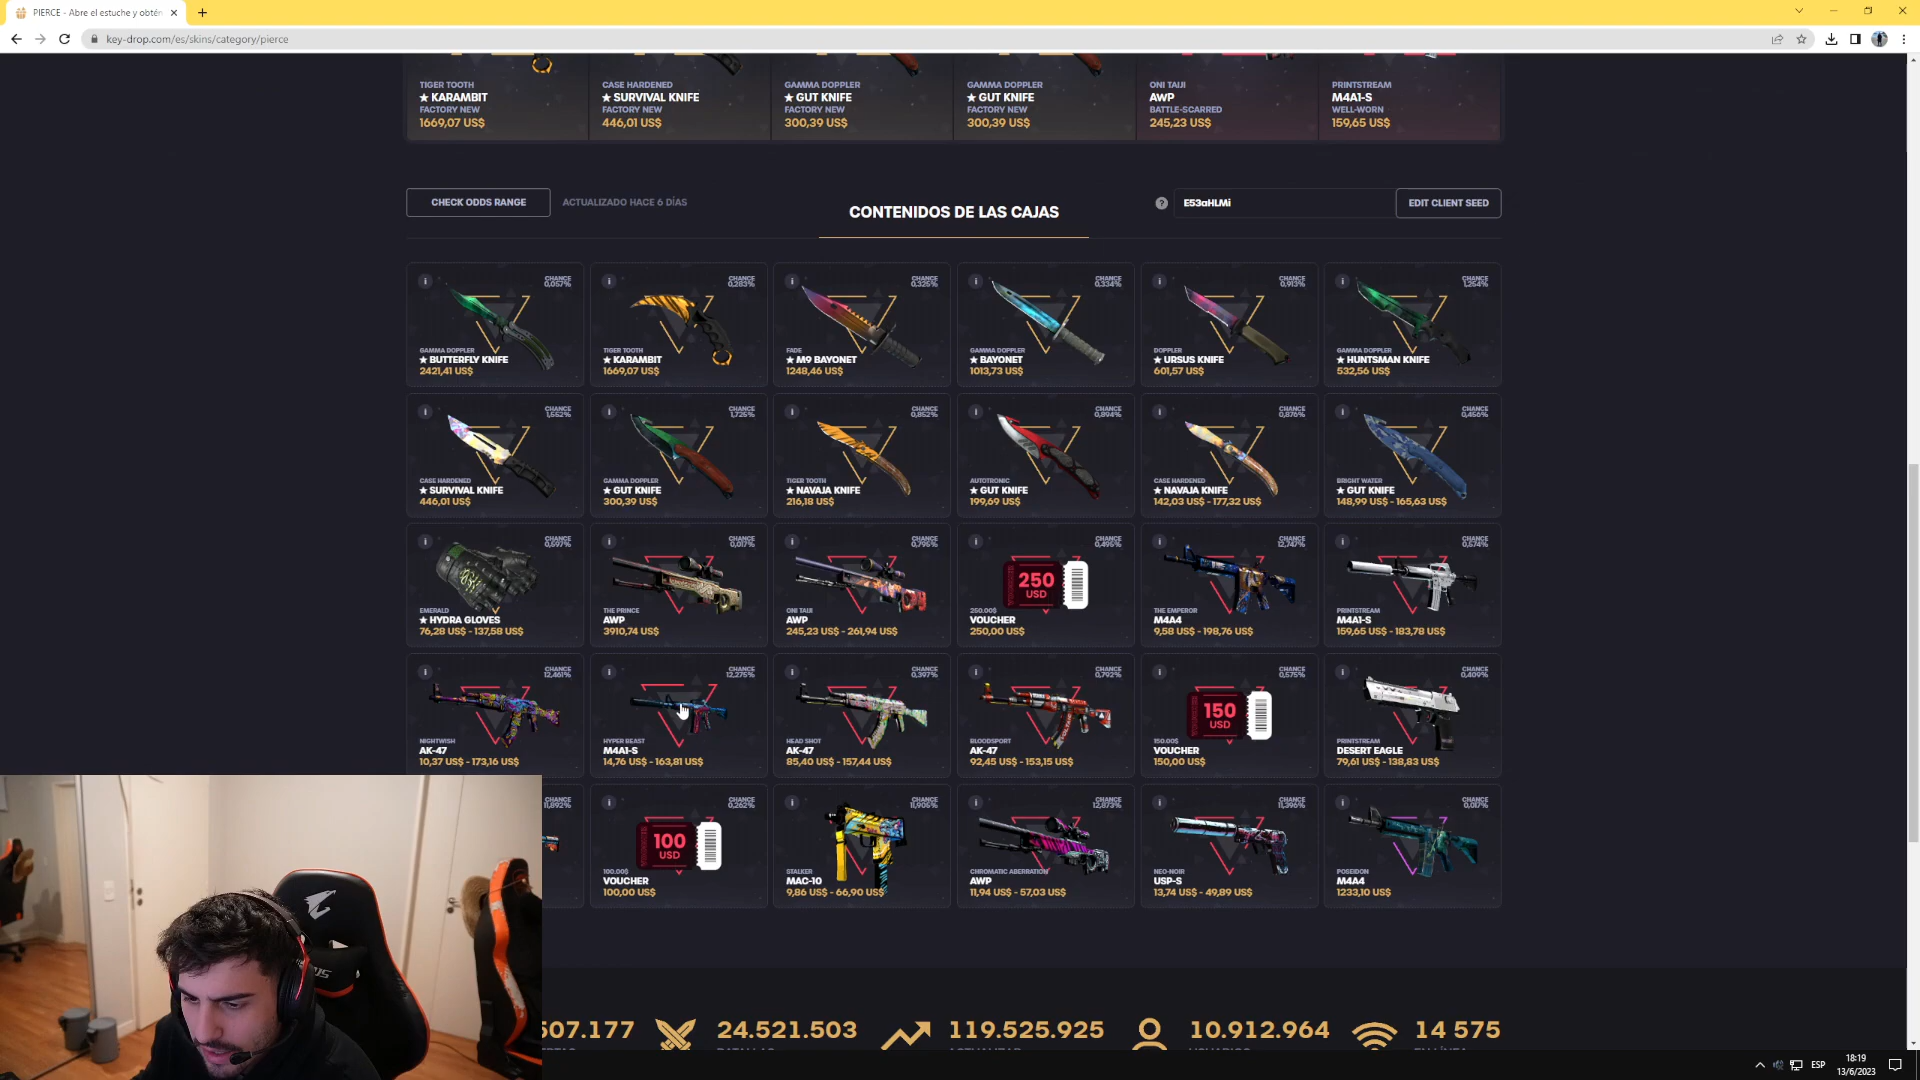 PIERCE - Abre el estuche y obtén
key-drop.com/es/skins/category/pierce
TIGER TOOTH
★ KARAMBIT
FACTORY NEW
1669,07 US$
CASE HARDENED
★ SURVIVAL KNIFE
FACTORY NEW
446,01 US$
GAMMA DOPPLER
★ GUT KNIFE
FACTORY NEW
300,39 US$
GAMMA DOPPLER
★ GUT KNIFE
FACTORY NEW
300,39 US$
ONI TAIJI
AWP
BATTLE-SCARRED
245,23 US$
PRINTSTREAM
M4A1-S
WELL-WORN
159,65 US$
CHECK ODDS RANGE
ACTUALIZADO HACE 6 DÍAS
CONTENIDOS DE LAS CAJAS
E53aHLMi
EDIT CLIENT SEED
CHANCE
0,057%
GAMMA DOPPLER
★ BUTTERFLY KNIFE
2421,41 US$
CHANCE
0,283%
TIGER TOOTH
★ KARAMBIT
1669,07 US$
CHANCE
0,325%
FADE
★ M9 BAYONET
1248,46 US$
CHANCE
0,334%
GAMMA DOPPLER
★ BAYONET
1013,73 US$
CHANCE
0,913%
DOPPLER
★ URSUS KNIFE
601,57 US$
CHANCE
1,254%
GAMMA DOPPLER
★ HUNTSMAN KNIFE
532,56 US$
CHANCE
1,552%
CASE HARDENED
★ SURVIVAL KNIFE
446,01 US$
CHANCE
1,725%
GAMMA DOPPLER
★ GUT KNIFE
300,39 US$
CHANCE
0,852%
TIGER TOOTH
★ NAVAJA KNIFE
216,18 US$
CHANCE
0,894%
AUTOTRONIC
★ GUT KNIFE
199,69 US$
CHANCE
0,876%
CASE HARDENED
★ NAVAJA KNIFE
142,03 US$ - 177,32 US$
CHANCE
0,456%
BRIGHT WATER
★ GUT KNIFE
148,99 US$ - 165,63 US$
CHANCE
0,597%
EMERALD
★ HYDRA GLOVES
76,28 US$ - 137,58 US$
CHANCE
0,017%
THE PRINCE
AWP
3910,74 US$
CHANCE
0,795%
ONI TAIJI
AWP
245,23 US$ - 261,94 US$
CHANCE
0,495%
250
USD
250.00$
VOUCHER
250,00 US$
CHANCE
12,747%
THE EMPEROR
M4A4
9,58 US$ - 198,76 US$
CHANCE
0,574%
PRINTSTREAM
M4A1-S
159,65 US$ - 183,78 US$
CHANCE
12,461%
NIGHTWISH
AK-47
10,37 US$ - 173,16 US$
CHANCE
12,275%
HYPER BEAST
M4A1-S
14,76 US$ - 163,81 US$
CHANCE
0,397%
HEAD SHOT
AK-47
85,40 US$ - 157,44 US$
CHANCE
0,792%
BLOODSPORT
AK-47
92,45 US$ - 153,15 US$
CHANCE
0,575%
150
USD
150.00$
VOUCHER
150,00 US$
CHANCE
0,409%
PRINTSTREAM
DESERT EAGLE
79,61 US$ - 138,83 US$
CHANCE
11,892%
CHANCE
0,262%
100
USD
100.00$
VOUCHER
100,00 US$
CHANCE
11,906%
STALKER
MAC-10
9,86 US$ - 66,90 US$
CHANCE
12,873%
CHROMATIC ABERRATION
AWP
11,94 US$ - 57,03 US$
CHANCE
11,396%
NEO-NOIR
USP-S
13,74 US$ - 49,89 US$
CHANCE
0,017%
POSEIDON
M4A4
1233,10 US$
507.177
24.521.503
119.525.925
10.912.964
14 575
ESP
18:19
13/6/2023